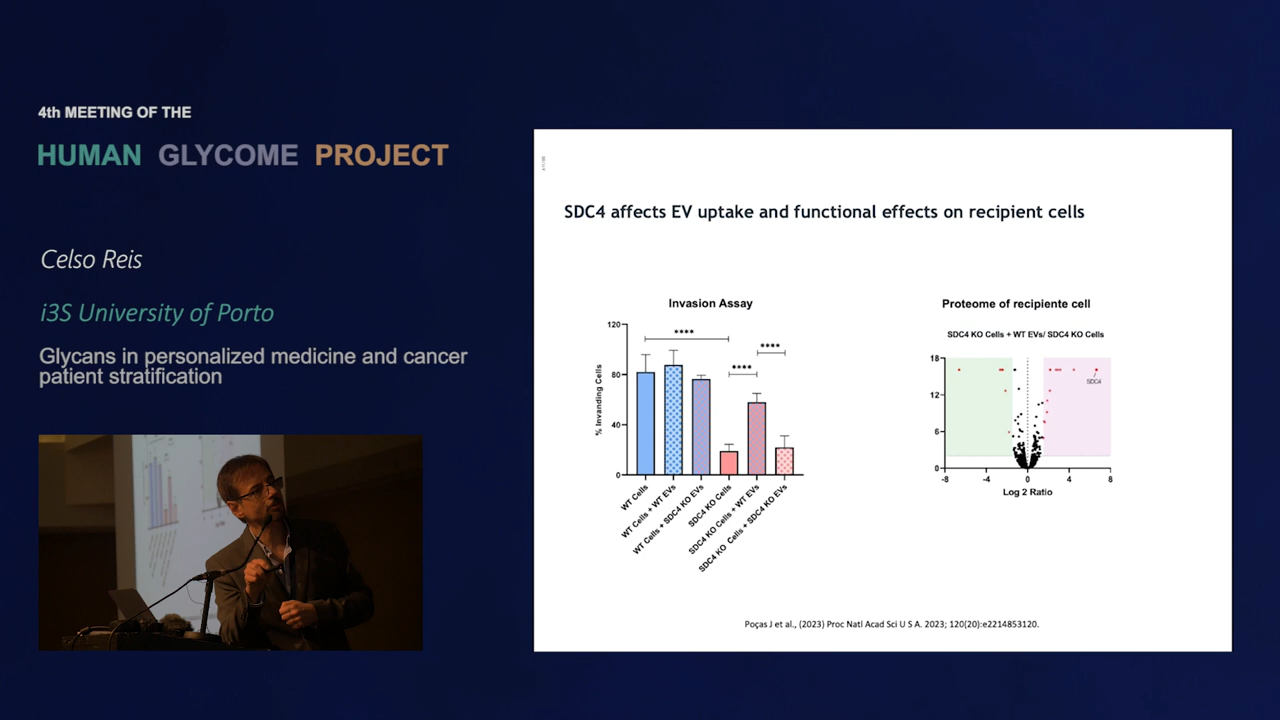 4th MEETING OF THE
HUMAN GLYCOME PROJECT
Celso Reis
i3S University of Porto
Glycans in personalized medicine and cancer
patient stratification
SDC4 affects EV uptake and functional effects on recipient cells
Invasion Assay
% Invanding Cells
120
80
40
0
****
****
****
WT Cells
WT Cells + WT EVs
WT Cells + SDC4 KO EVs
SDC4 KO Cells
SDC4 KO Cells + WT EVs
SDC4 KO Cells + SDC4 KO EVs
Proteome of recipiente cell
SDC4 KO Cells + WT EVs/ SDC4 KO Cells
18
12
6
0
SDC4
-8 -4 0 4 8
Log 2 Ratio
Poças J et al., (2023) Proc Natl Acad Sci U S A. 2023; 120(20):e2214853120.